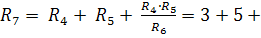 R₇ = R₄ + R₅ + (R₄·R₅)/R₆ = 3 + 5 +